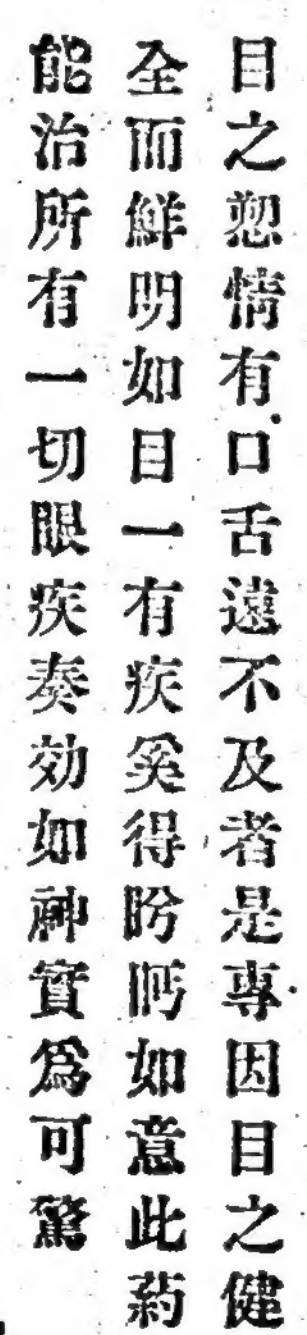 目之愬情有口舌遠不及者是專因目之健
全而鮮明如目一有疾奚得盻眄如意此葯
能治所有一切眼疾奏効如神實爲可驚